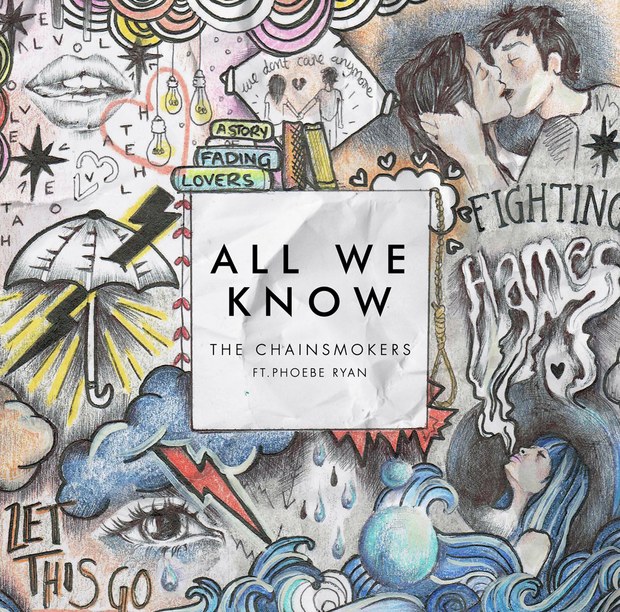 we don't care anymore
A STORY
OF
FADING
LOVERS
FIGHTING
flames
ALL WE
KNOW
THE CHAINSMOKERS
FT. PHOEBE RYAN
LET
THIS GO